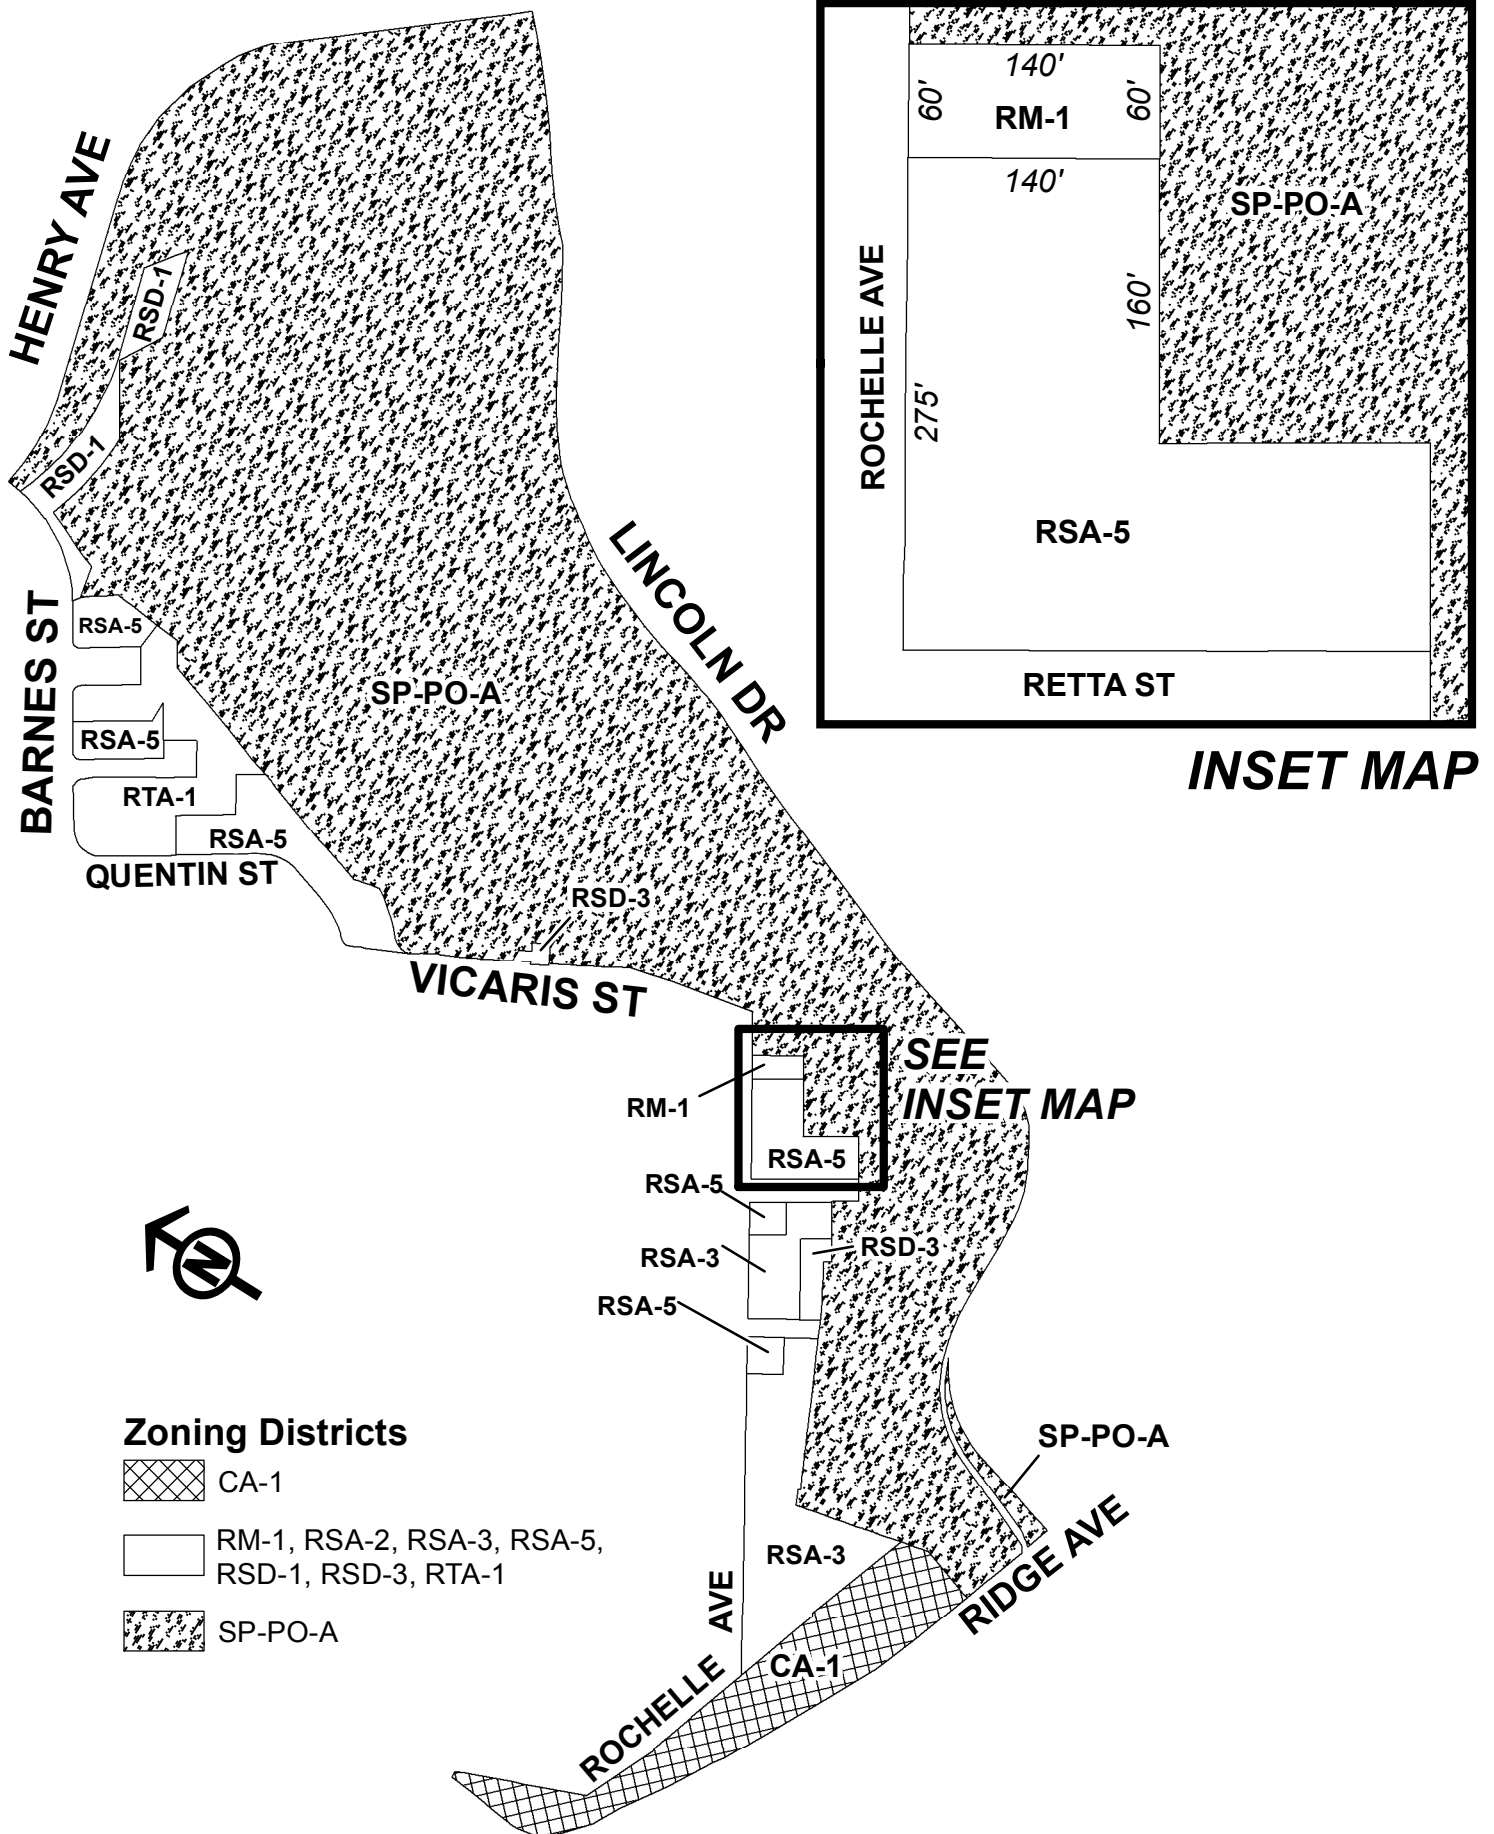 HENRY AVE
RSD-1
RSD-1
LINCOLN DR
BARNES ST
RSA-5
SP-PO-A
RSA-5
RTA-1
RSA-5
QUENTIN ST
RSD-3
VICARIS ST
140'
60'
60'
RM-1
140'
SP-PO-A
ROCHELLE AVE
160'
275'
RSA-5
RETTA ST
INSET MAP
SEE
INSET MAP
RM-1
RSA-5
RSA-5
RSA-3
RSD-3
RSA-5
N
SP-PO-A
RIDGE AVE
RSA-3
CA-1
ROCHELLE AVE
Zoning Districts
CA-1
RM-1, RSA-2, RSA-3, RSA-5,
RSD-1, RSD-3, RTA-1
SP-PO-A